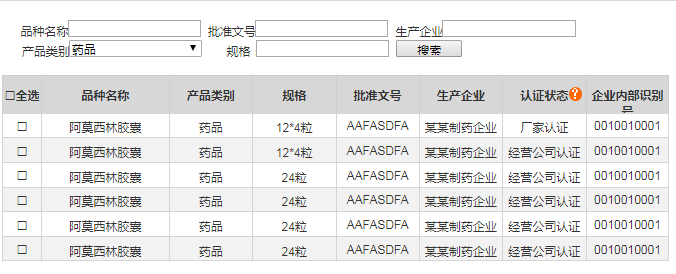 品种名称 批准文号 生产企业
产品类别 药品 规格 搜索
全选 品种名称 产品类别 规格 批准文号 生产企业 认证状态 ? 企业内部识别号
阿莫西林胶囊 药品 12*4粒 AAFASDFA 某某制药企业 厂家认证 0010010001
阿莫西林胶囊 药品 12*4粒 AAFASDFA 某某制药企业 经营公司认证 0010010001
阿莫西林胶囊 药品 24粒 AAFASDFA 某某制药企业 经营公司认证 0010010001
阿莫西林胶囊 药品 24粒 AAFASDFA 某某制药企业 经营公司认证 0010010001
阿莫西林胶囊 药品 24粒 AAFASDFA 某某制药企业 经营公司认证 0010010001
阿莫西林胶囊 药品 24粒 AAFASDFA 某某制药企业 经营公司认证 0010010001